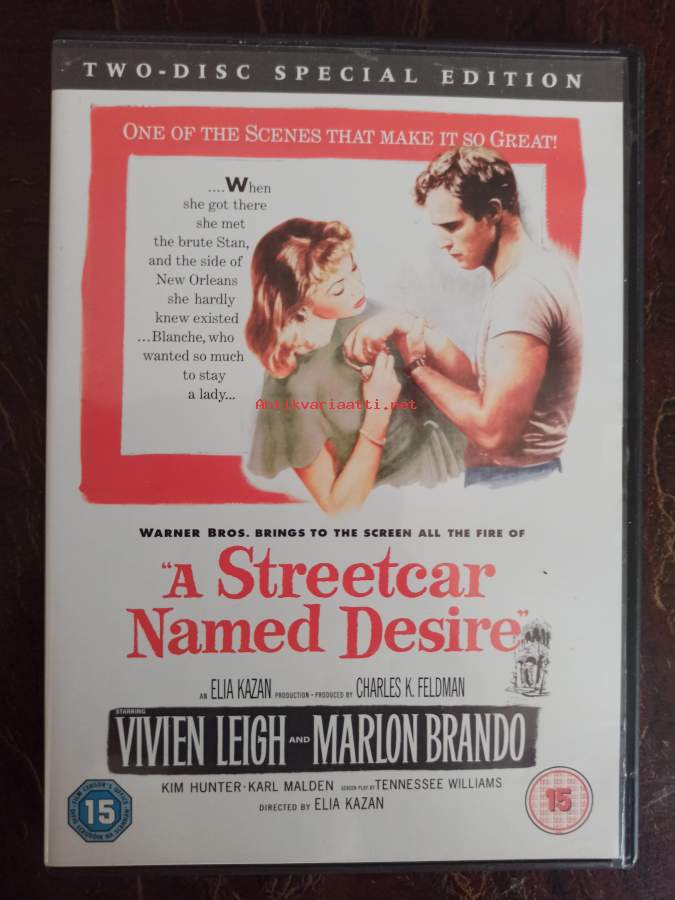 TWO-DISC SPECIAL EDITION
ONE OF THE SCENES THAT MAKE IT SO GREAT!
....When
she got there
she met
the brute Stan,
and the side of
New Orleans
she hardly
knew existed
...Blanche, who
wanted so much
to stay
a lady...
Antikvariaatti.net
WARNER BROS. BRINGS TO THE SCREEN ALL THE FIRE OF
"A Streetcar
Named Desire"
AN ELIA KAZAN PRODUCTION · PRODUCED BY CHARLES K. FELDMAN
STARRING
VIVIEN LEIGH AND MARLON BRANDO
KIM HUNTER · KARL MALDEN SCREEN PLAY BY TENNESSEE WILLIAMS
DIRECTED BY ELIA KAZAN
15
15